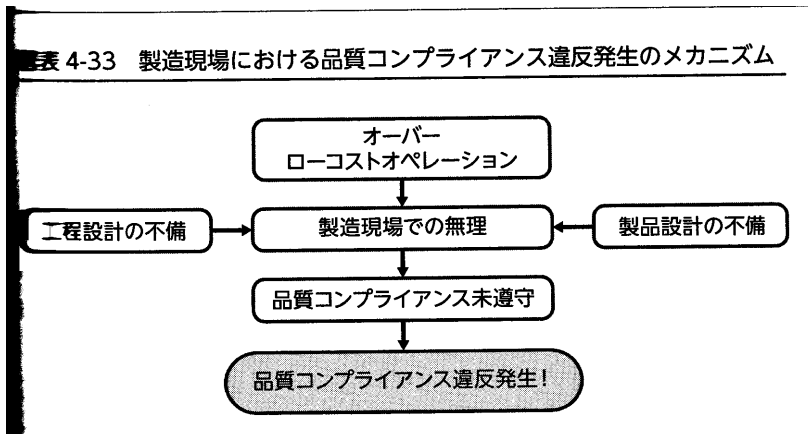 図表 4-33 製造現場における品質コンプライアンス違反発生のメカニズム
オーバー
ローコストオペレーション
工程設計の不備
製造現場での無理
製品設計の不備
品質コンプライアンス未遵守
品質コンプライアンス違反発生!